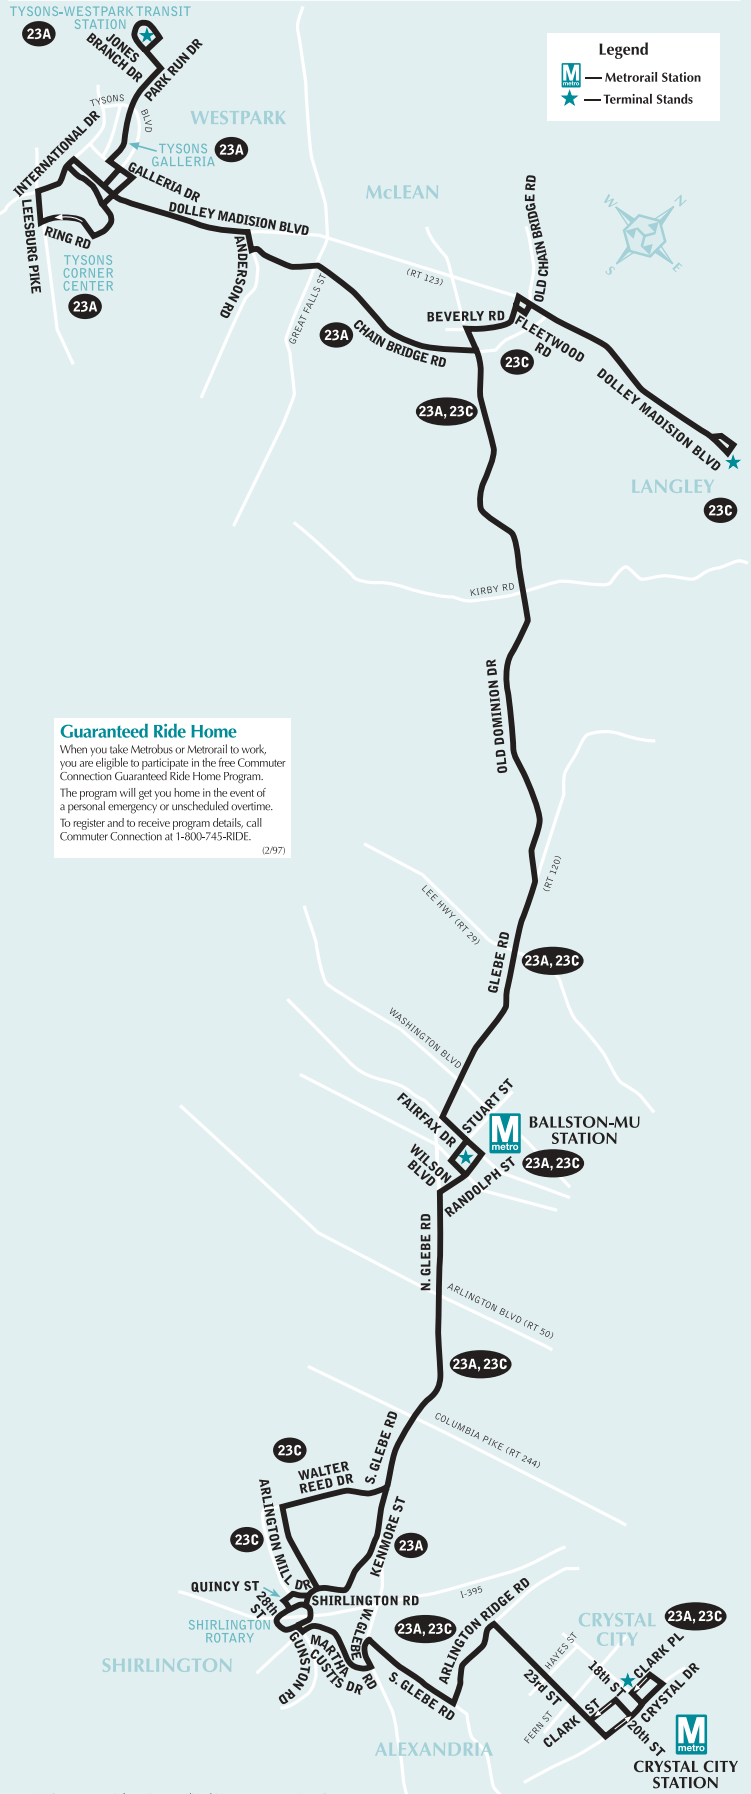 TYSONS-WESTPARK TRANSIT
STATION
23A
JONES
BRANCH DR
PARK RUN DR
Legend
M
metro
Metrorail Station
Terminal Stands
TYSONS
BLVD
WESTPARK
INTERNATIONAL DR
TYSONS
GALLERIA
23A
GALLERIA DR
LEESBURG PIKE
RING RD
DOLLEY MADISION BLVD
McLEAN
OLD CHAIN BRIDGE RD
W
N
S
E
TYSONS
CORNER
CENTER
23A
ANDERSON RD
GREAT FALLS ST
(RT 123)
23A
CHAIN BRIDGE RD
BEVERLY RD
FLEETWOOD
RD
23C
DOLLEY MADISION BLVD
23A, 23C
LANGLEY
23C
KIRBY RD
OLD DOMINION DR
Guaranteed Ride Home
When you take Metrobus or Metrorail to work,
you are eligible to participate in the free Commuter
Connection Guaranteed Ride Home Program.
The program will get you home in the event of
a personal emergency or unscheduled overtime.
To register and to receive program details, call
Commuter Connection at 1-800-745-RIDE.
(2/97)
(RT 120)
LEE HWY (RT 29)
GLEBE RD
23A, 23C
WASHINGTON BLVD
FAIRFAX DR
STUART ST
M
metro
BALLSTON-MU
STATION
23A, 23C
WILSON
BLVD
RANDOLPH ST
N. GLEBE RD
ARLINGTON BLVD (RT 50)
23A, 23C
S. GLEBE RD
COLUMBIA PIKE (RT 244)
23C
WALTER
REED DR
ARLINGTON MILL DR
23C
KENMORE ST
23A
QUINCY ST
28th
ST
SHIRLINGTON RD
I-395
SHIRLINGTON
ROTARY
SHIRLINGTON
GUNSTON RD
MARTHA
CUSTIS DR
W.GLEBE
RD
23A, 23C
S. GLEBE RD
ARLINGTON RIDGE RD
CRYSTAL
CITY
23A, 23C
HAYES ST
23rd ST
FERN ST
18th ST
CLARK PL
CLARK ST
CRYSTAL DR
20th ST
ALEXANDRIA
M
metro
CRYSTAL CITY
STATION